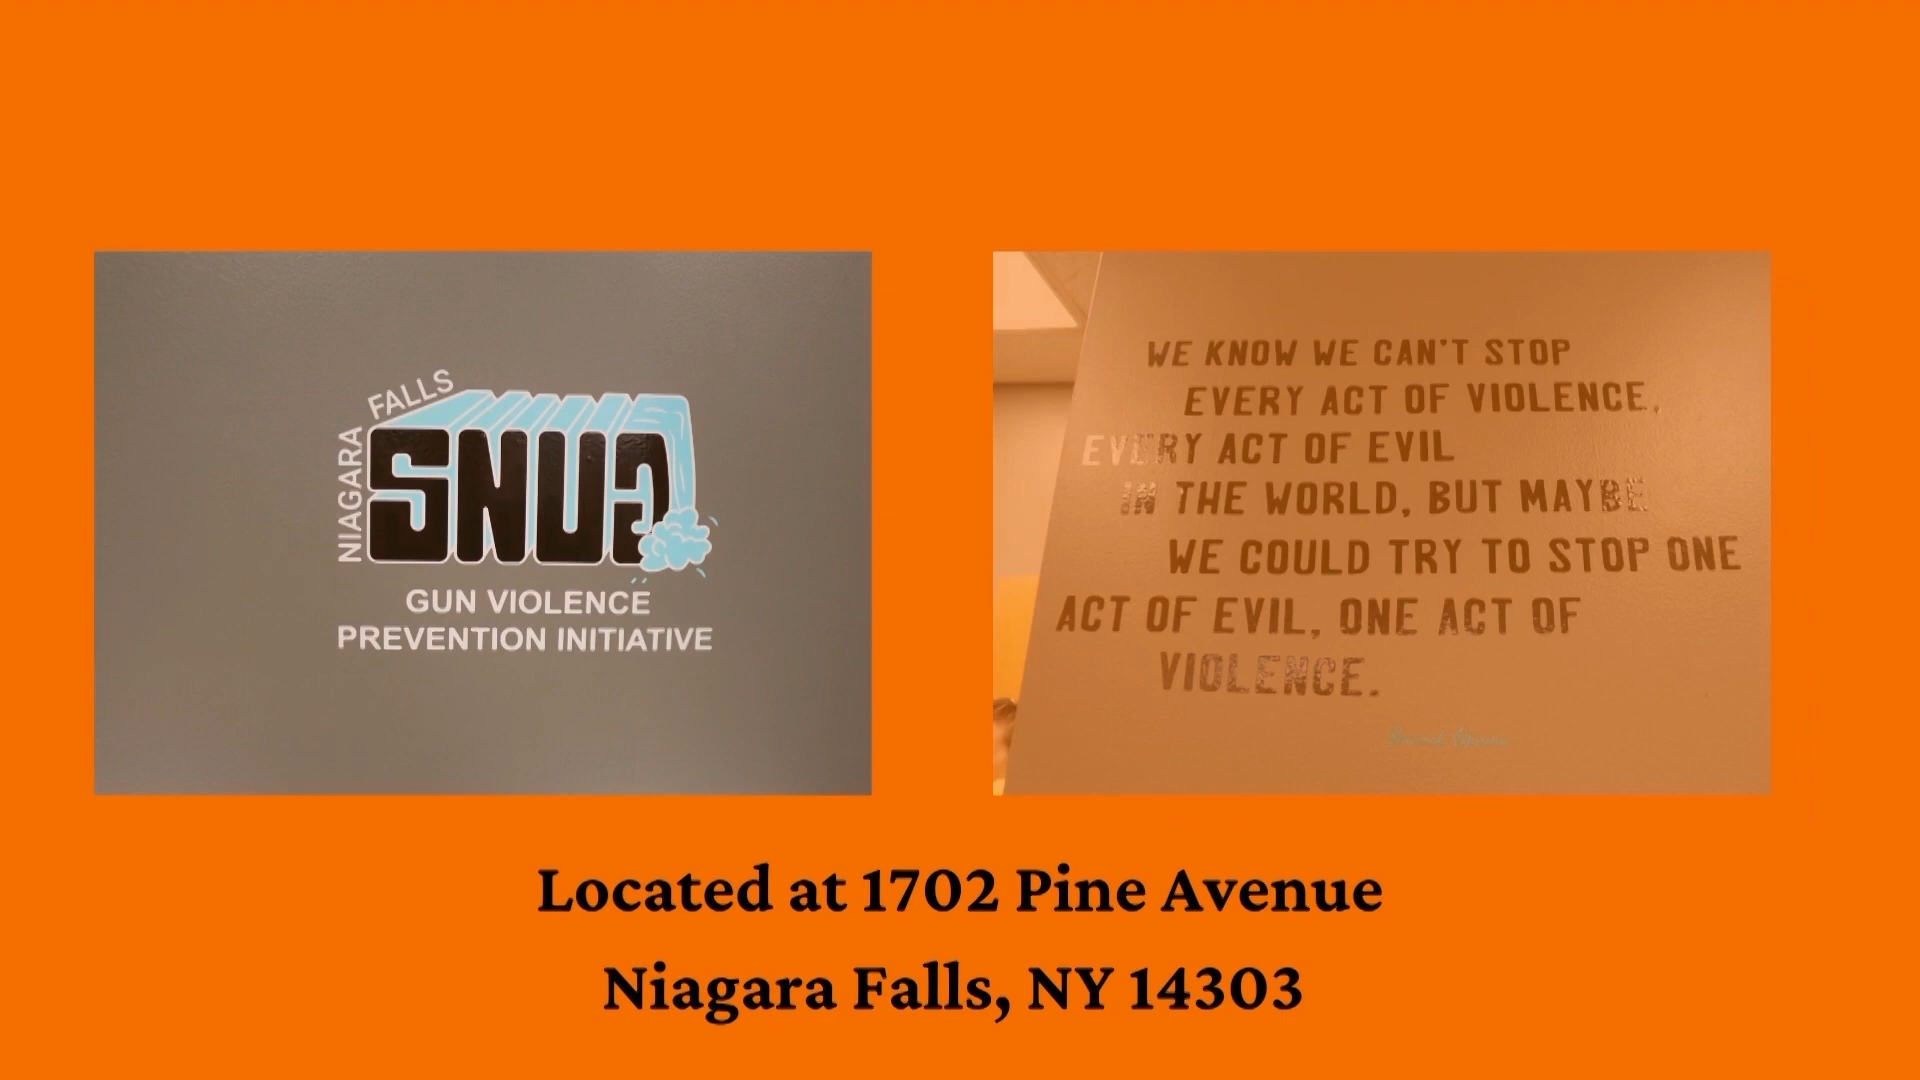 NIAGARA FALLS
SNUG
GUN VIOLENCE
PREVENTION INITIATIVE
WE KNOW WE CAN'T STOP
EVERY ACT OF VIOLENCE,
EVERY ACT OF EVIL
IN THE WORLD, BUT MAYBE
WE COULD TRY TO STOP ONE
ACT OF EVIL, ONE ACT OF
VIOLENCE.
Located at 1702 Pine Avenue
Niagara Falls, NY 14303